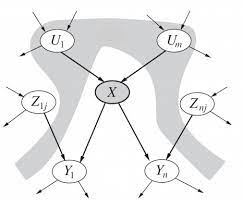 U1 Um
X
Z1j Znj
Y1 Yn